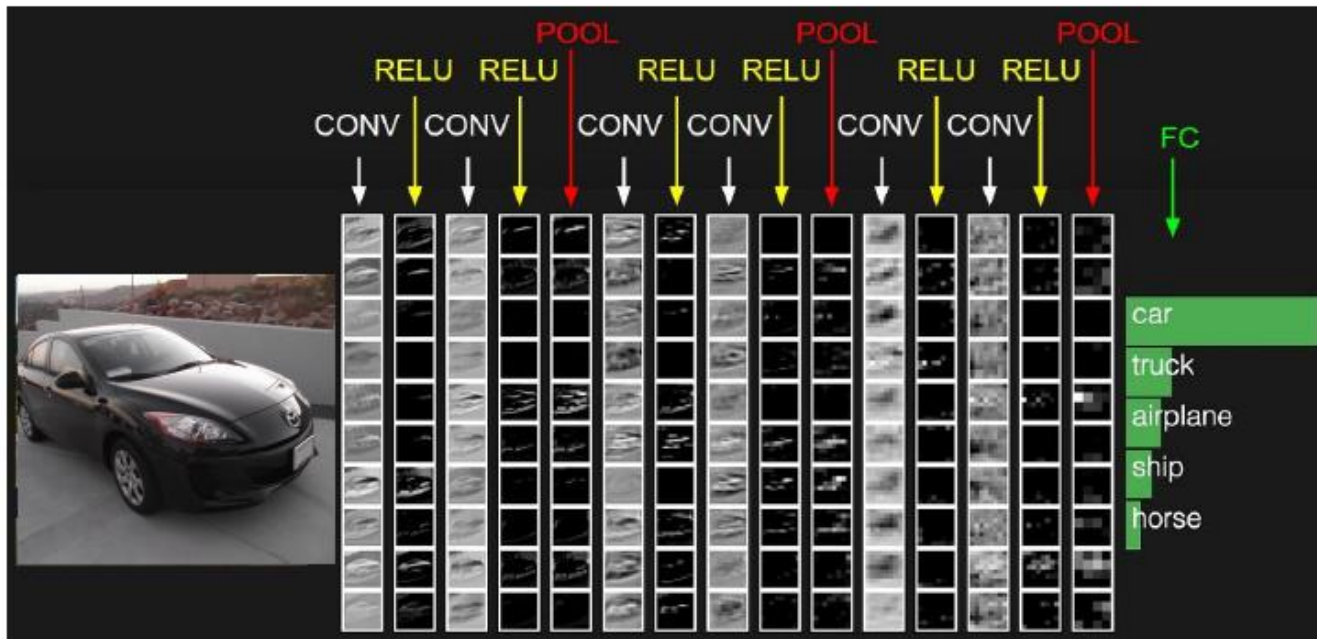 POOL POOL POOL
RELU RELU RELU RELU RELU RELU
CONV CONV CONV CONV CONV CONV
FC
car
truck
airplane
ship
horse